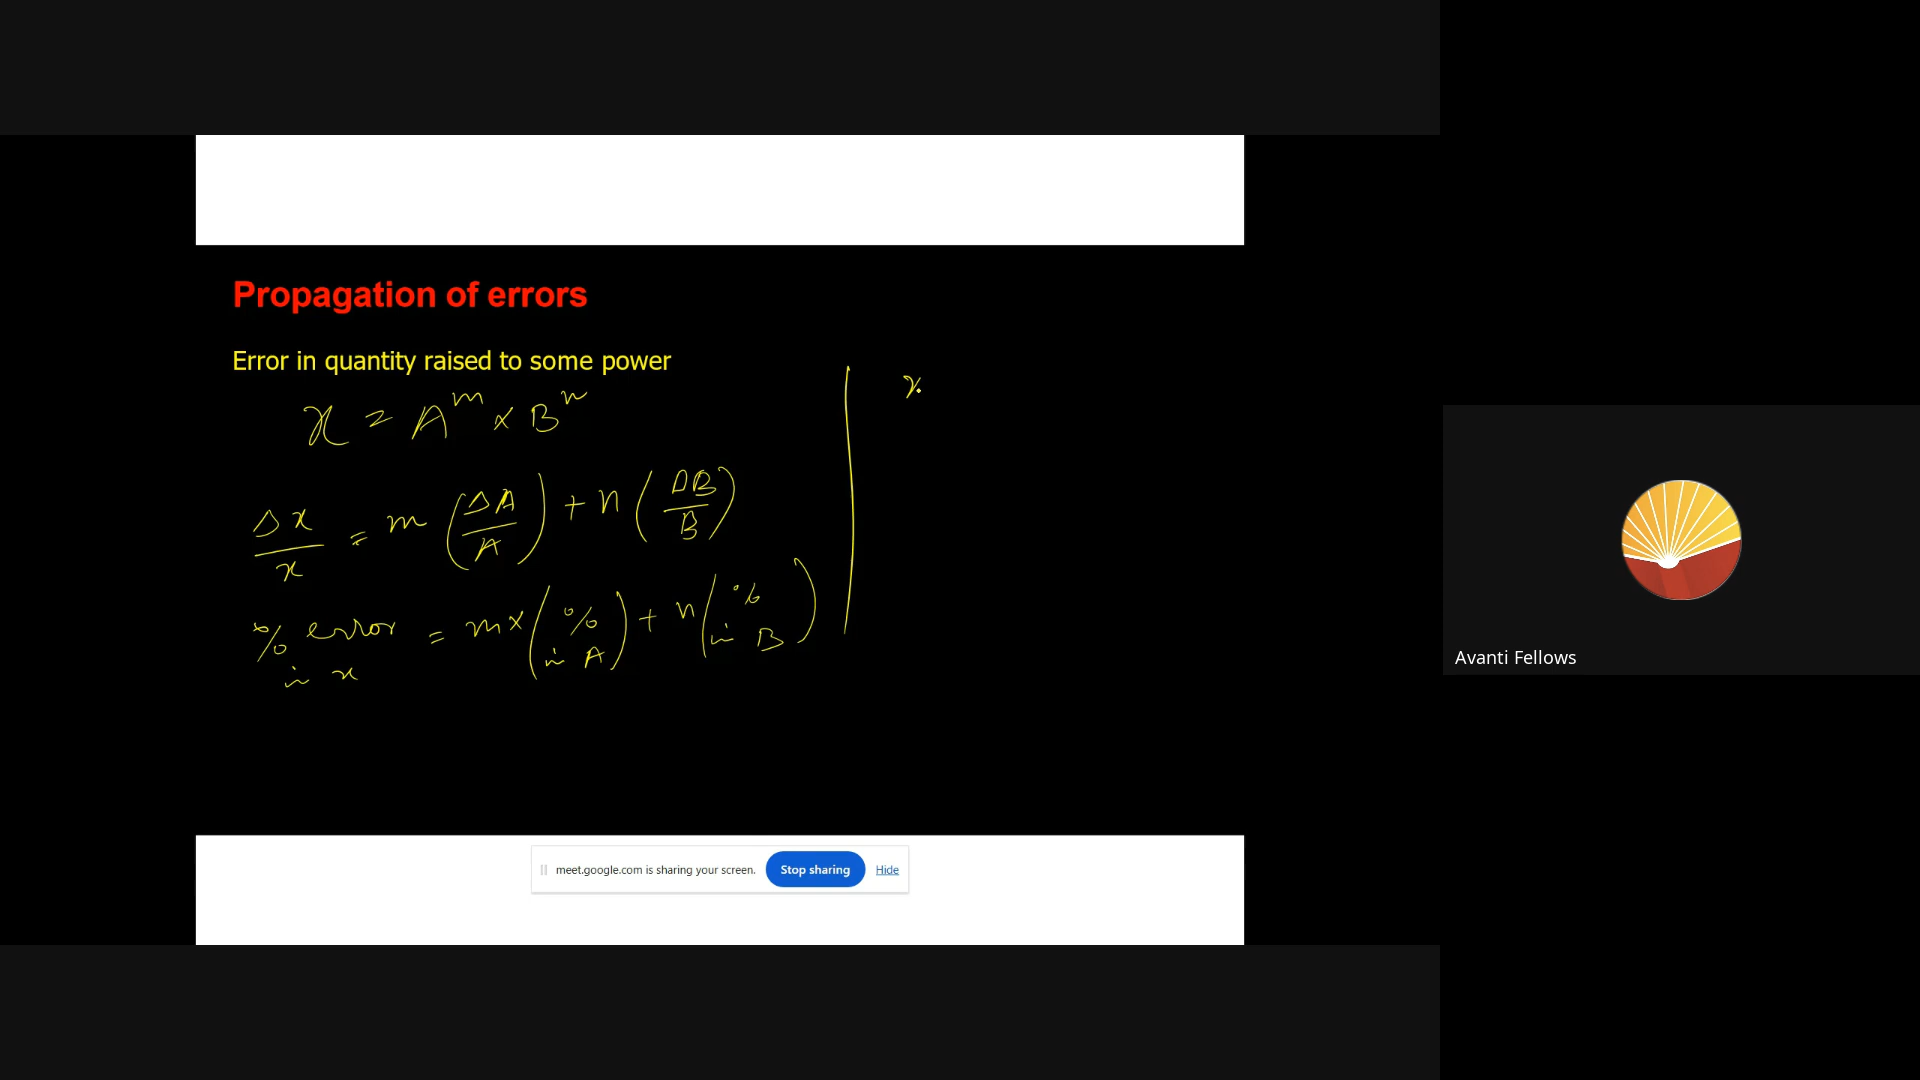 Propagation of errors
Error in quantity raised to some power
x = A^m × B^n
Δx/x = m (ΔA/A) + n (ΔB/B)
% error in x = m × (% in A) + n (% in B)
x
meet.google.com is sharing your screen. Stop sharing Hide
Avanti Fellows